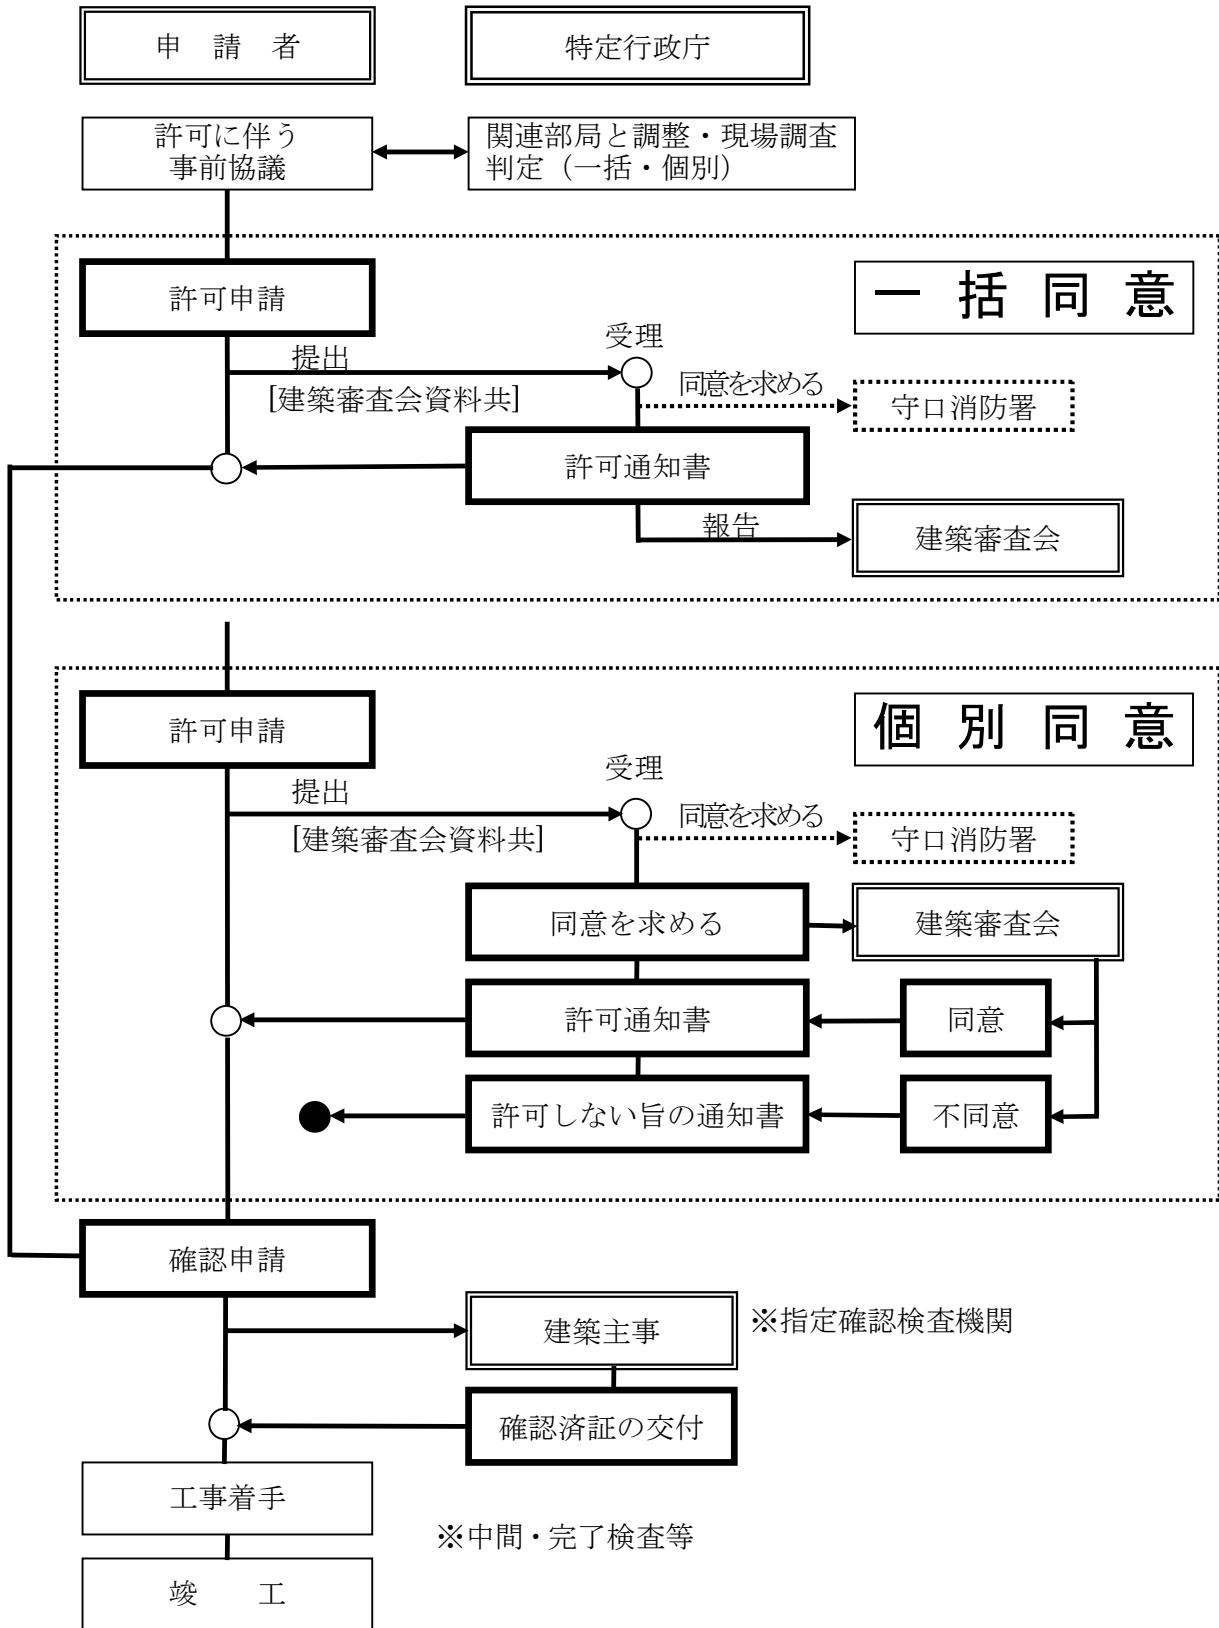 申　請　者
特定行政庁
許可に伴う
事前協議
関連部局と調整・現場調査
判定（一括・個別）
許可申請
一 括 同 意
受理
提出
[建築審査会資料共]
同意を求める
守口消防署
許可通知書
報告
建築審査会
許可申請
個 別 同 意
受理
提出
[建築審査会資料共]
同意を求める
守口消防署
同意を求める
建築審査会
許可通知書
同意
許可しない旨の通知書
不同意
確認申請
建築主事
※指定確認検査機関
確認済証の交付
工事着手
※中間・完了検査等
竣　　工